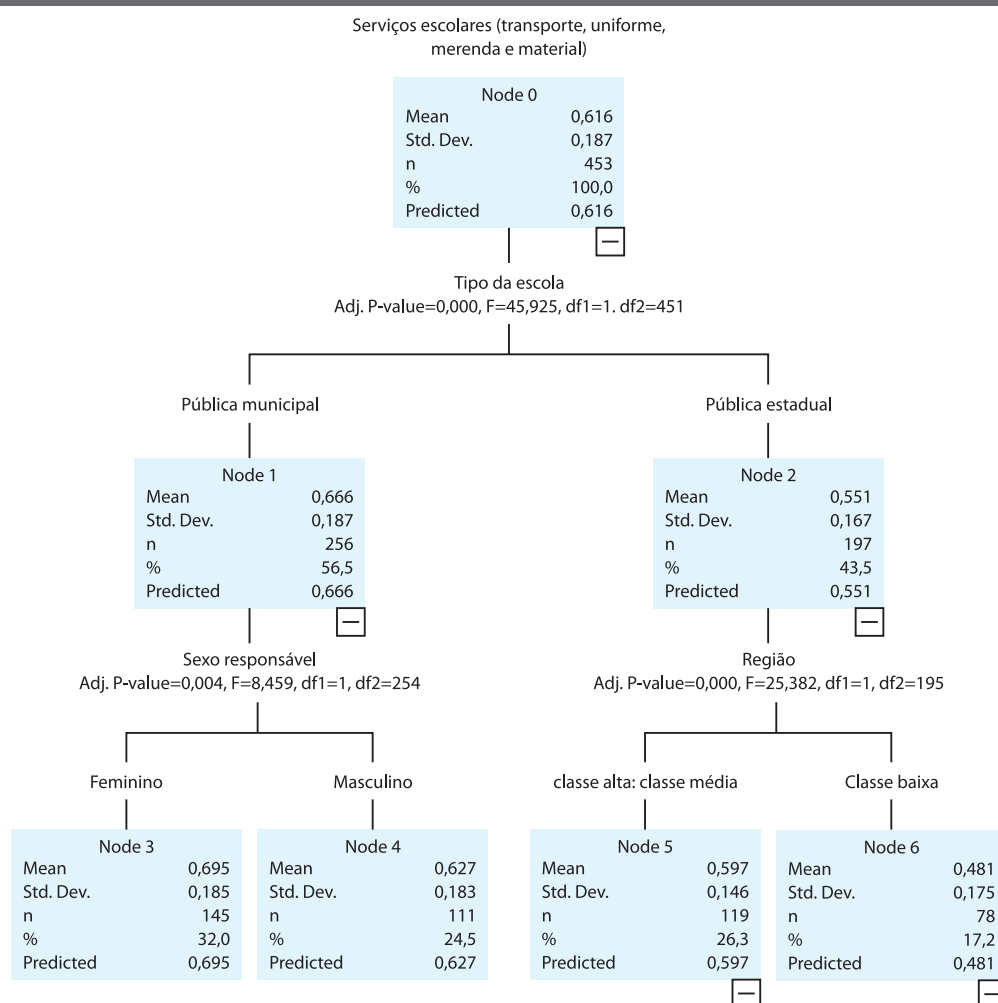 Serviços escolares (transporte, uniforme,
merenda e material)
Node 0
Mean 0,616
Std. Dev. 0,187
n 453
% 100,0
Predicted 0,616
Tipo da escola
Adj. P-value=0,000, F=45,925, df1=1. df2=451
Pública municipal
Pública estadual
Node 1
Mean 0,666
Std. Dev. 0,187
n 256
% 56,5
Predicted 0,666
Node 2
Mean 0,551
Std. Dev. 0,167
n 197
% 43,5
Predicted 0,551
Sexo responsável
Adj. P-value=0,004, F=8,459, df1=1, df2=254
Região
Adj. P-value=0,000, F=25,382, df1=1, df2=195
Feminino
Masculino
classe alta: classe média
Classe baixa
Node 3
Mean 0,695
Std. Dev. 0,185
n 145
% 32,0
Predicted 0,695
Node 4
Mean 0,627
Std. Dev. 0,183
n 111
% 24,5
Predicted 0,627
Node 5
Mean 0,597
Std. Dev. 0,146
n 119
% 26,3
Predicted 0,597
Node 6
Mean 0,481
Std. Dev. 0,175
n 78
% 17,2
Predicted 0,481